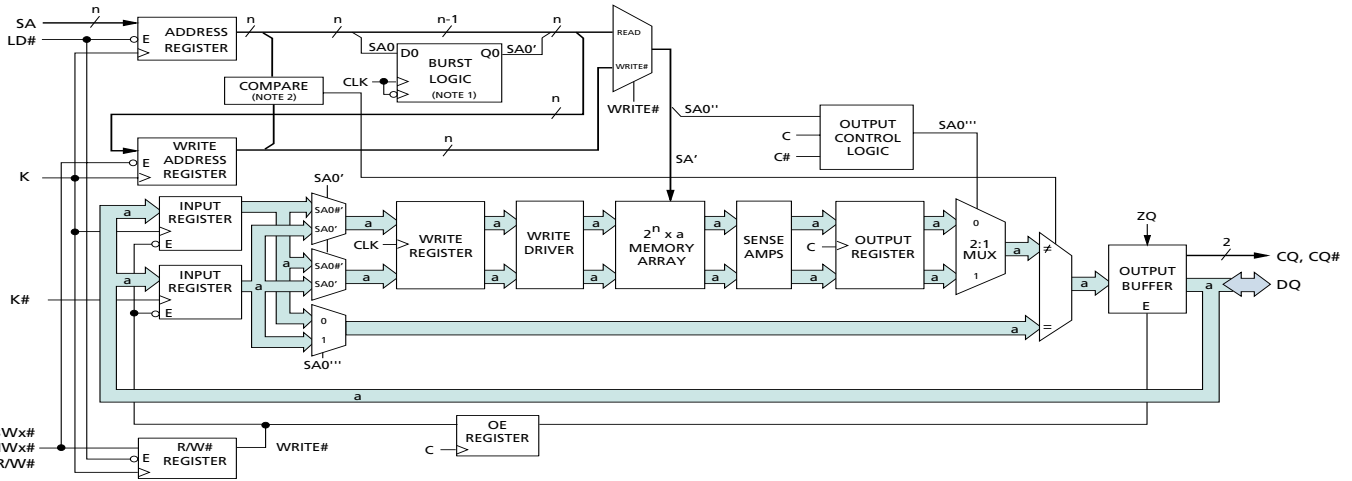 SA
n
LD#
E
ADDRESS
REGISTER
n
n
n-1
n
SA0
D0
Q0
SA0'
BURST
LOGIC
(NOTE 1)
CLK
COMPARE
(NOTE 2)
READ
WRITE#
WRITE#
SA0''
OUTPUT
CONTROL
LOGIC
C
C#
SA0'''
n
n
SA'
K
E
WRITE
ADDRESS
REGISTER
a
INPUT
REGISTER
E
a
INPUT
REGISTER
E
K#
SA0'
SA0#'
SA0'
a
SA0#'
SA0'
a
0
1
SA0'''
a
a
CLK
WRITE
REGISTER
a
a
WRITE
DRIVER
a
a
2n x a
MEMORY
ARRAY
a
a
SENSE
AMPS
a
a
C
OUTPUT
REGISTER
a
a
0
2:1
MUX
1
a
≠
=
a
a
ZQ
OUTPUT
BUFFER
E
2
CQ, CQ#
a
DQ
a
Wx#
Wx#
R/W#
E
R/W#
REGISTER
WRITE#
C
OE
REGISTER